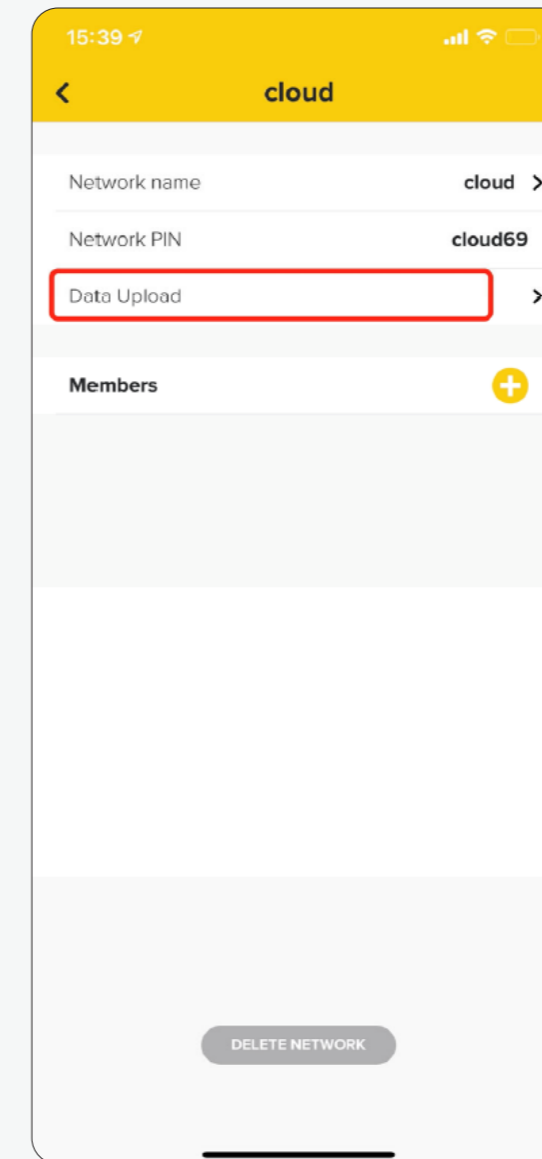 15:39
cloud
Network name cloud
Network PIN cloud69
Data Upload
Members
DELETE NETWORK